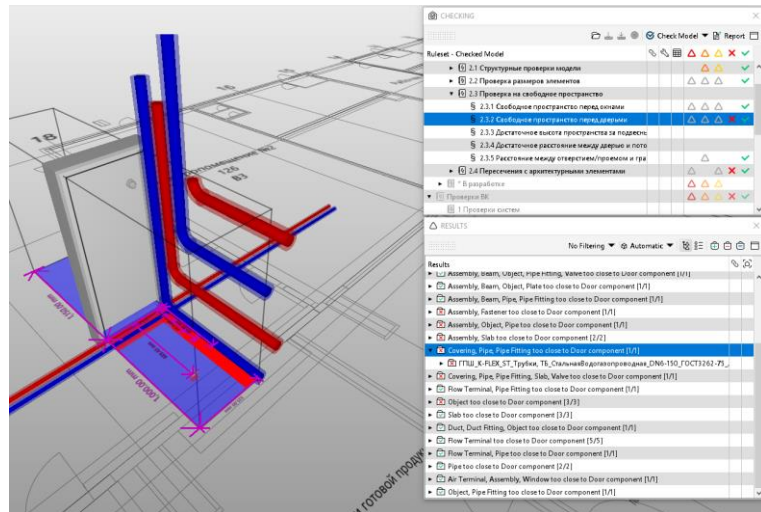 CHECKING
Check Model
Report
Ruleset - Checked Model
2.1 Структурные проверки модели
2.2 Проверка размеров элементов
2.3 Проверка на свободное пространство
§ 2.3.1 Свободное пространство перед окнами
§ 2.3.2 Свободное пространство перед дверьми
§ 2.3.3 Достаточная высота пространства за подвесн
§ 2.3.4 Достаточное расстояние между дверью и пото
§ 2.3.5 Расстояние между отверстием/проемом и гра
2.4 Пересечения с архитектурными элементами
* В разработке
Проверка ВК
1 Проверки систем
RESULTS
No Filtering
Automatic
Results
Assembly, Beam, Object, Pipe Fitting, Valve too close to Door component [1/1]
Assembly, Beam, Object, Plate too close to Door component [1/1]
Assembly, Beam, Pipe, Pipe Fitting too close to Door component [1/1]
Assembly, Fastener too close to Door component [1/1]
Assembly, Object, Pipe too close to Door component [1/1]
Assembly, Slab too close to Door component [2/2]
Covering, Pipe, Pipe Fitting too close to Door component [1/1]
ГПШ_K-FLEX_ST_Трубки, ТБ_СтальнаяВодогазопроводная_DN6-150_ГОСТ3262-75_
Covering, Pipe, Pipe Fitting, Slab, Valve too close to Door component [1/1]
Flow Terminal, Pipe Fitting too close to Door component [1/1]
Object too close to Door component [3/3]
Slab too close to Door component [3/3]
Duct, Duct Fitting, Object too close to Door component [1/1]
Flow Terminal too close to Door component [5/5]
Flow Terminal, Pipe too close to Door component [1/1]
Pipe too close to Door component [2/2]
Air Terminal, Assembly, Window too close to Door component [1/1]
Object, Pipe Fitting too close to Door component [1/1]
18
126
В3
1,000.00 mm
и готовой продук